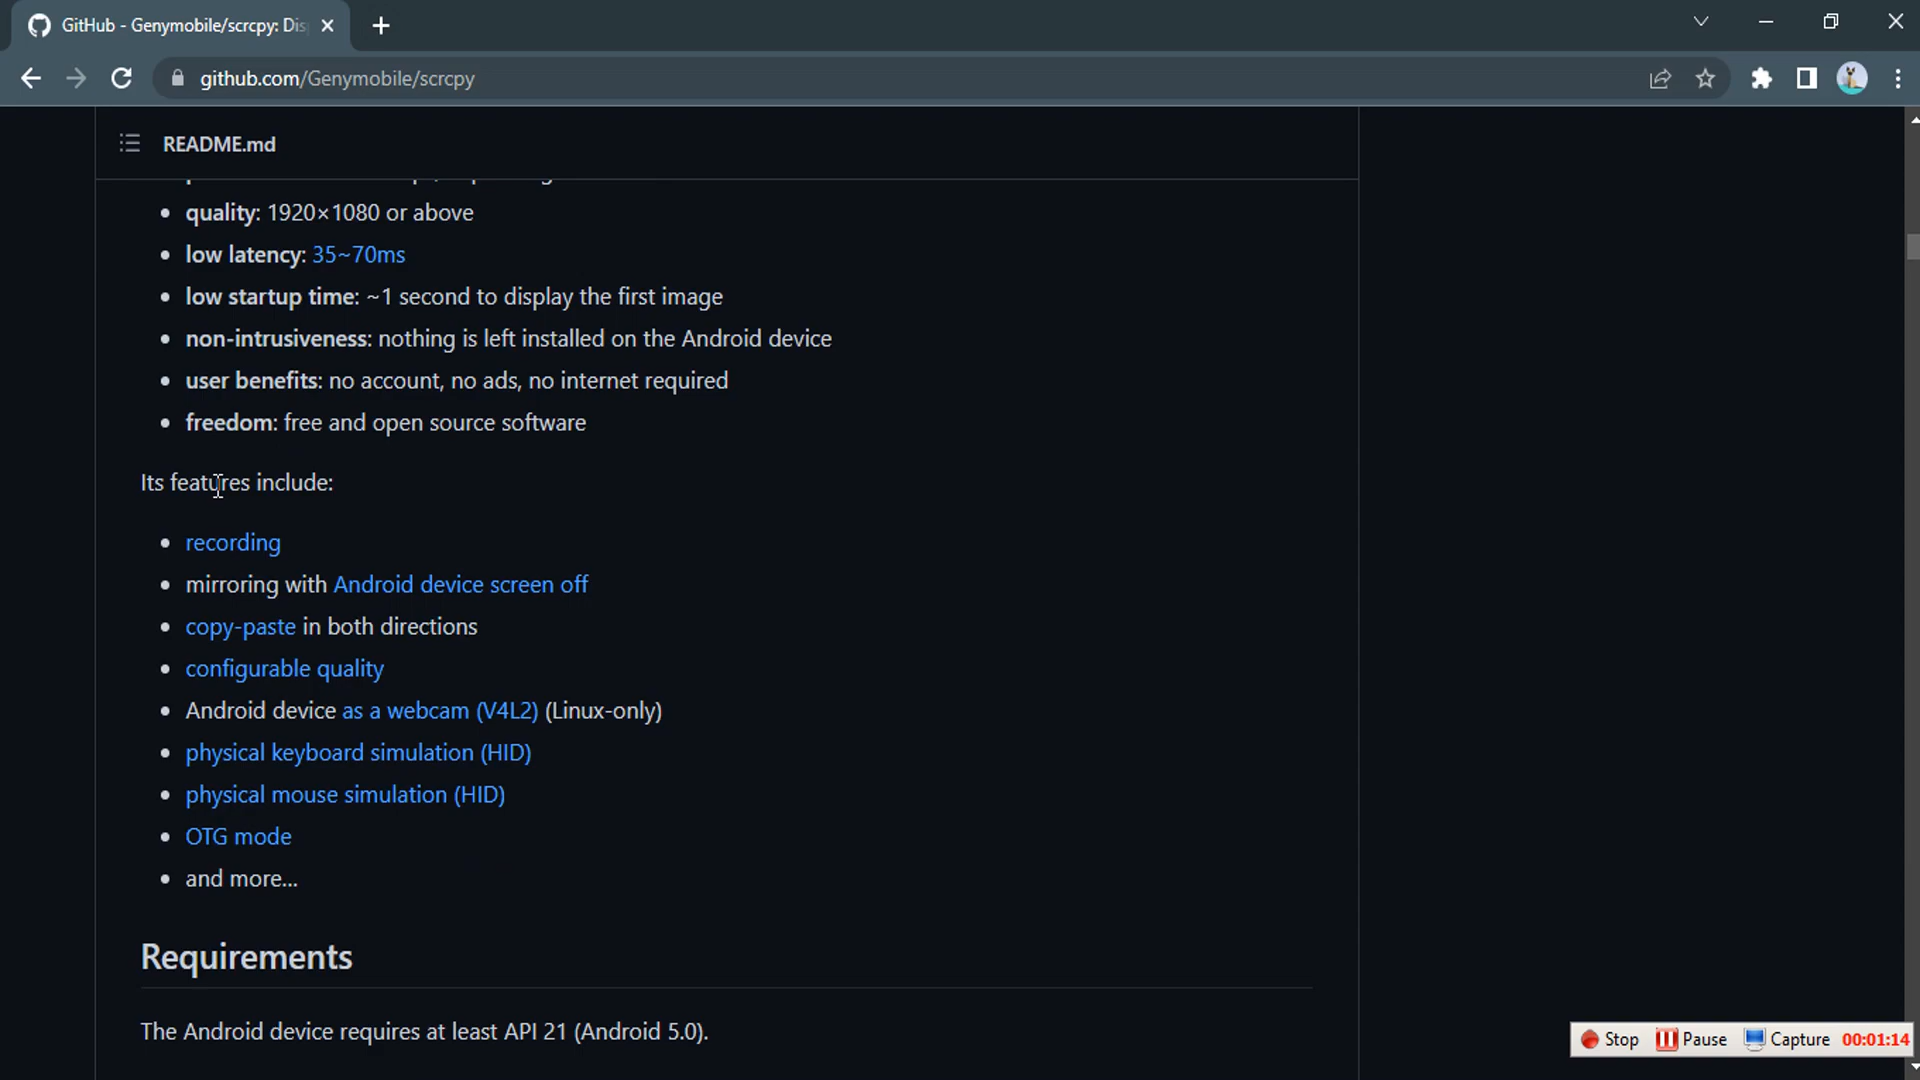 GitHub - Genymobile/scrcpy: Dis
github.com/Genymobile/scrcpy
README.md
quality: 1920×1080 or above
low latency: 35~70ms
low startup time: ~1 second to display the first image
non-intrusiveness: nothing is left installed on the Android device
user benefits: no account, no ads, no internet required
freedom: free and open source software
Its features include:
recording
mirroring with Android device screen off
copy-paste in both directions
configurable quality
Android device as a webcam (V4L2) (Linux-only)
physical keyboard simulation (HID)
physical mouse simulation (HID)
OTG mode
and more...
Requirements
The Android device requires at least API 21 (Android 5.0).
Stop Pause Capture 00:01:14